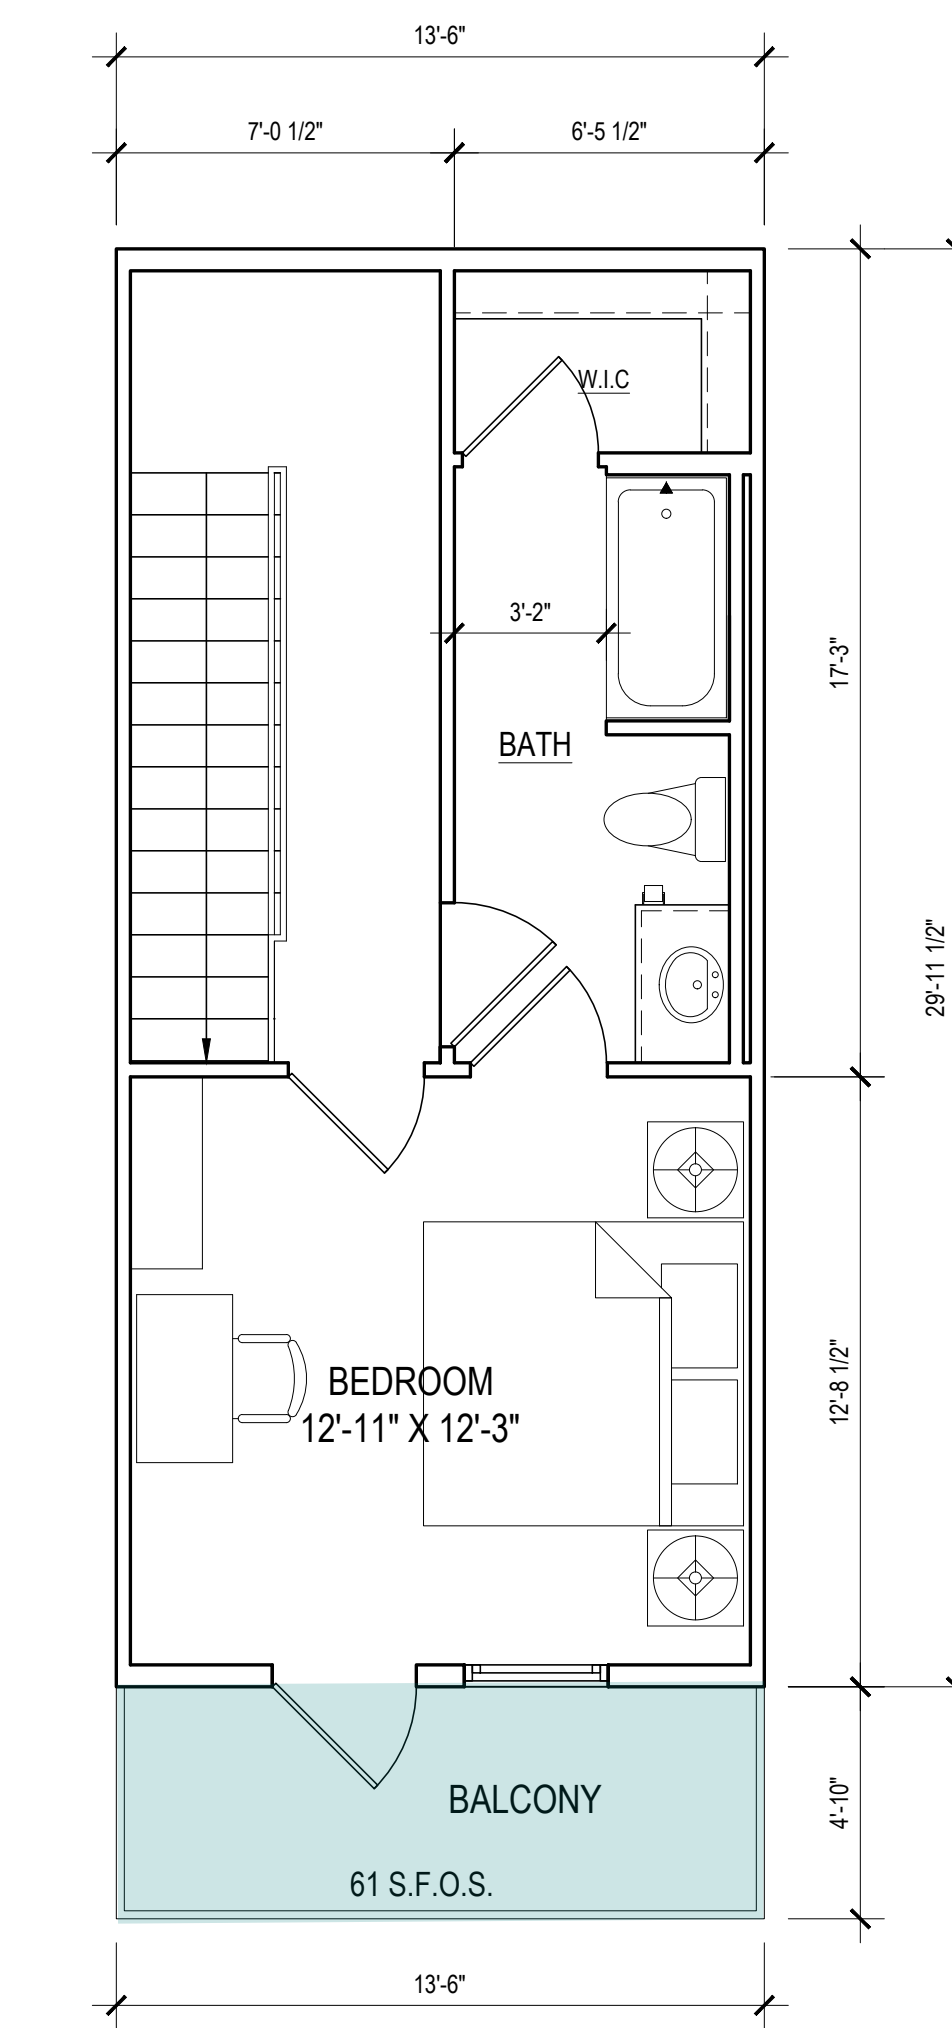 13'-6"
7'-0 1/2"
6'-5 1/2"
W.I.C
3'-2"
17'-3"
BATH
29'-11 1/2"
BEDROOM
12'-11" X 12'-3"
12'-8 1/2"
BALCONY
4'-10"
61 S.F.O.S.
13'-6"